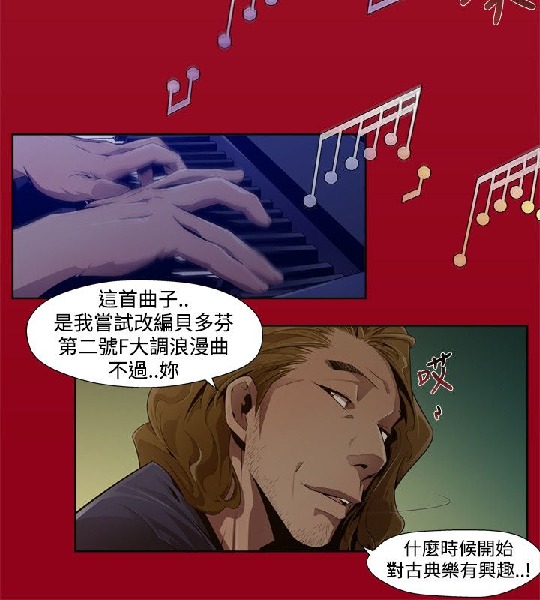 這首曲子..
是我嘗試改編貝多芬
第二號F大調浪漫曲
不過..妳
哎
什麼時候開始
對古典樂有興趣..!